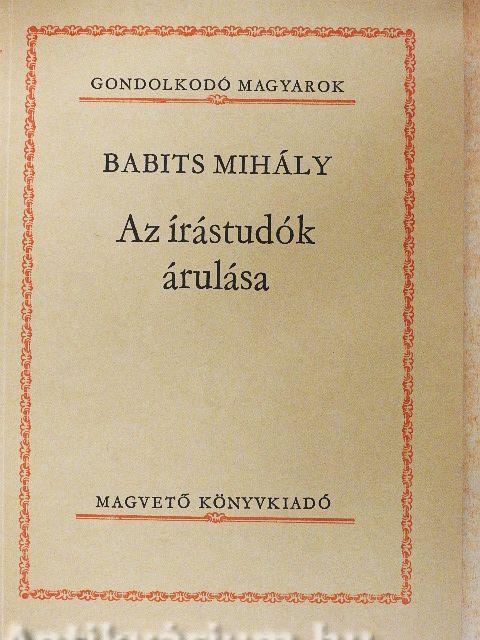 GONDOLKODÓ MAGYAROK
BABITS MIHÁLY
Az írástudók
árulása
MAGVETŐ KÖNYVKIADÓ